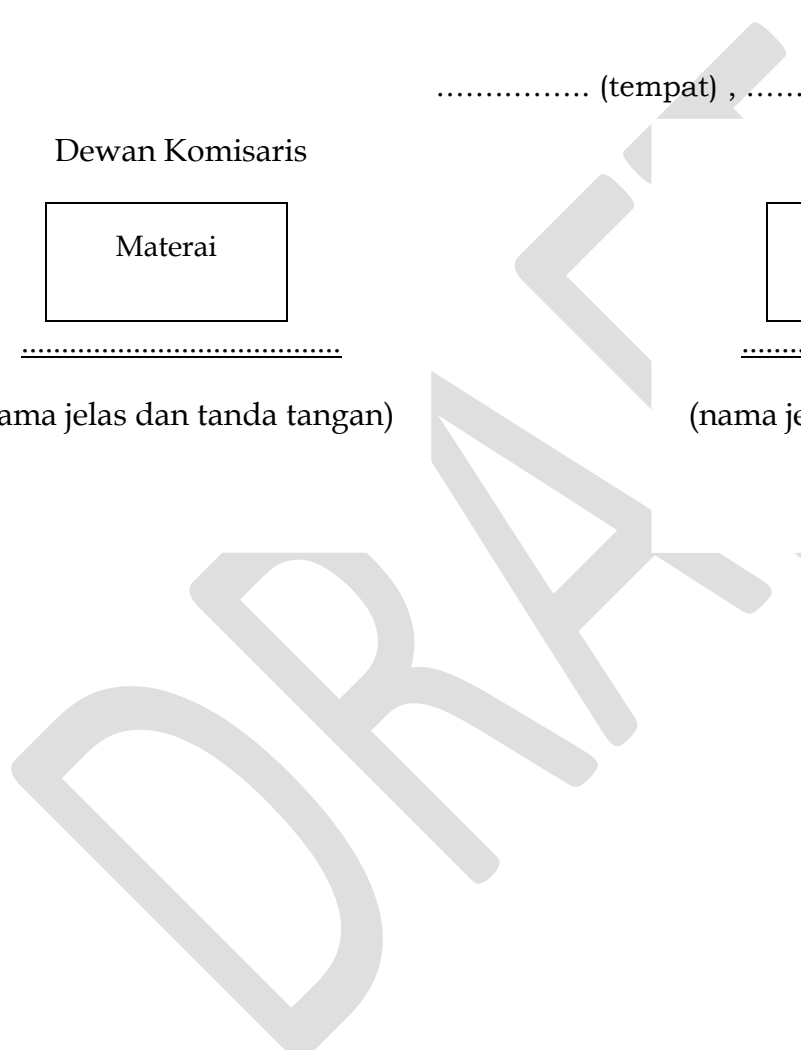 ................ (tempat) , ......
Dewan Komisaris
Materai
........................................
ama jelas dan tanda tangan)
(nama je
DRAFT